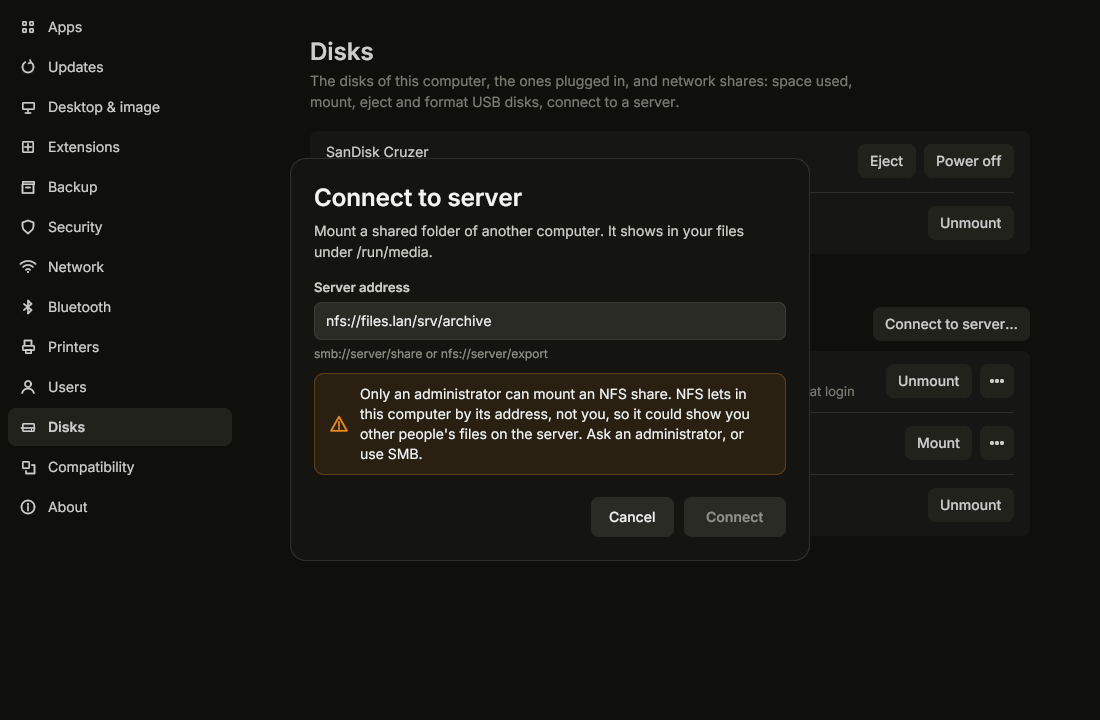 Apps
Updates
Desktop & image
Extensions
Backup
Security
Network
Bluetooth
Printers
Users
Disks
Compatibility
About
Disks
The disks of this computer, the ones plugged in, and network shares: space used,
mount, eject and format USB disks, connect to a server.
SanDisk Cruzer
Eject
Power off
Unmount
Connect to server...
at login
Unmount
Mount
Unmount
Connect to server
Mount a shared folder of another computer. It shows in your files
under /run/media.
Server address
nfs://files.lan/srv/archive
smb://server/share or nfs://server/export
Only an administrator can mount an NFS share. NFS lets in
this computer by its address, not you, so it could show you
other people's files on the server. Ask an administrator, or
use SMB.
Cancel
Connect